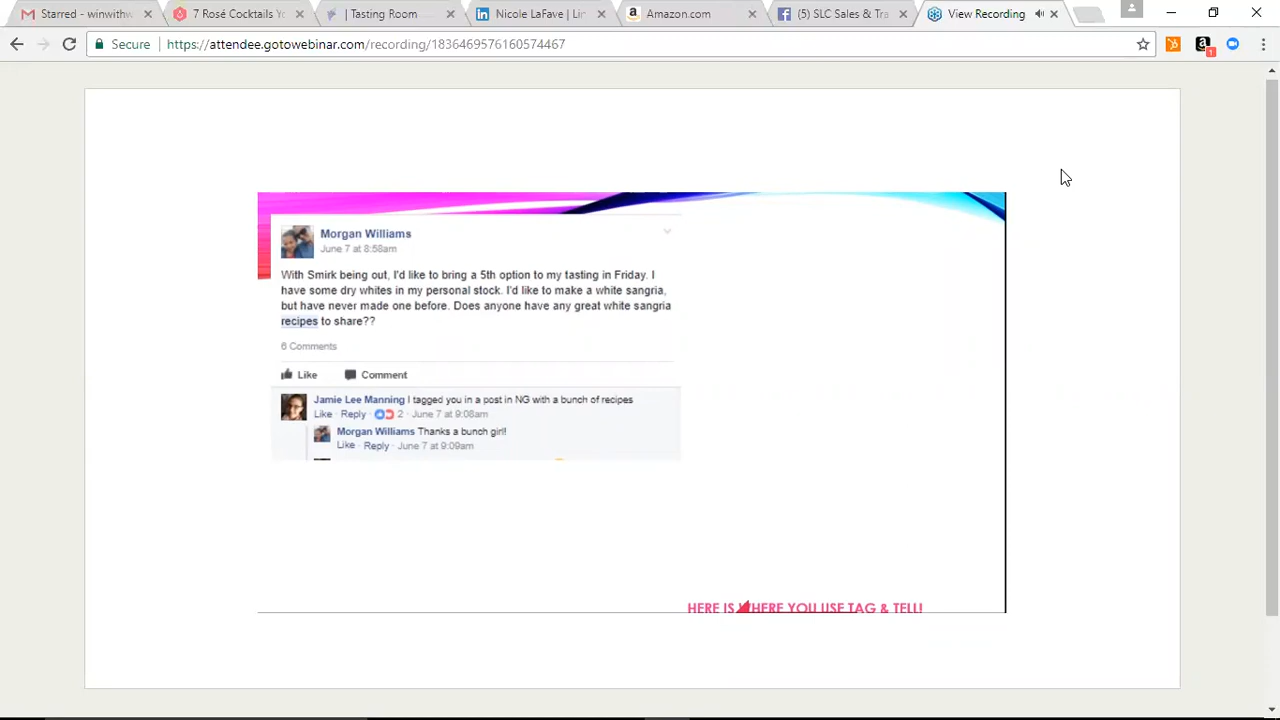 Starred - winwithw
7 Rosé Cocktails Yo
| Tasting Room
Nicole LaFave | Lin
Amazon.com
(5) SLC Sales & Tra
View Recording
Secure
https://attendee.gotowebinar.com/recording/1836469576160574467
1
Morgan Williams
June 7 at 8:58am
With Smirk being out, I'd like to bring a 5th option to my tasting in Friday. I
have some dry whites in my personal stock. I'd like to make a white sangria,
but have never made one before. Does anyone have any great white sangria
recipes to share??
6 Comments
Like Comment
Jamie Lee Manning I tagged you in a post in NG with a bunch of recipes
Like · Reply · 2 · June 7 at 9:08am
Morgan Williams Thanks a bunch girl!
Like · Reply · June 7 at 9:09am
HERE IS WHERE YOU USE TAG & TELL!